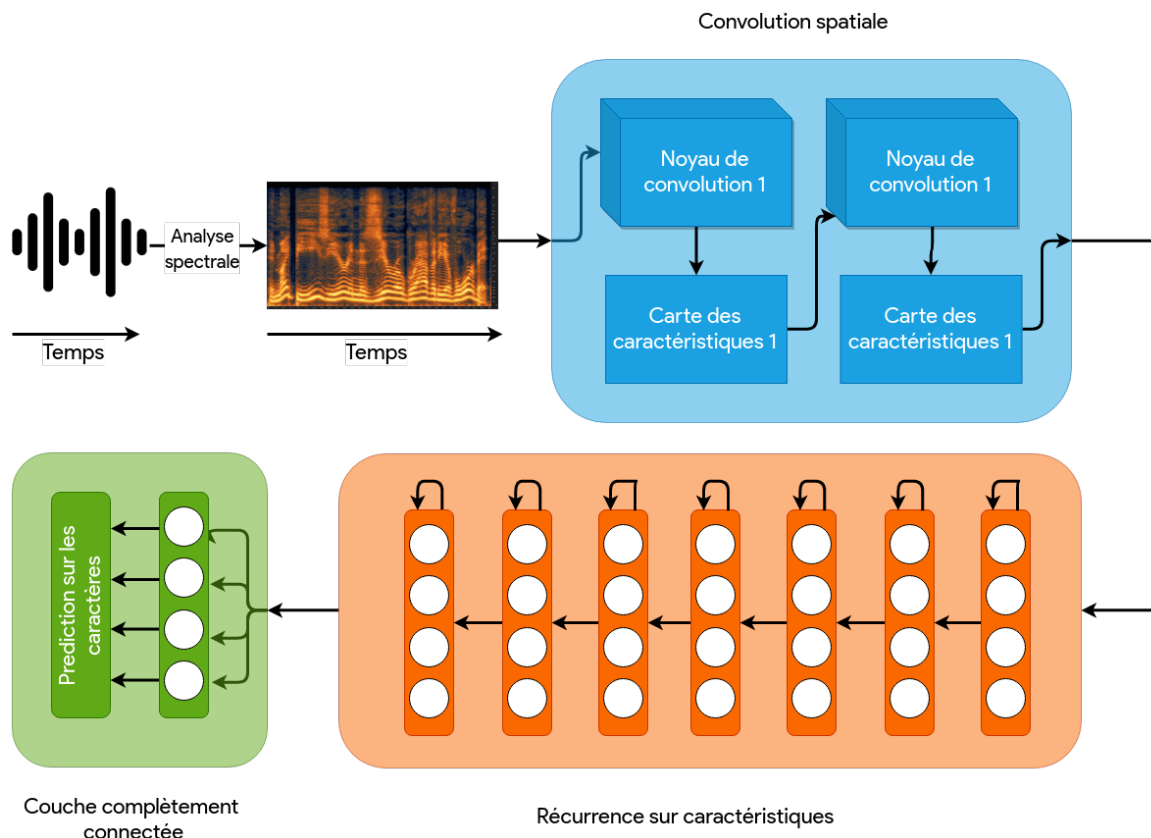 Convolution spatiale
Noyau de
convolution 1
Noyau de
convolution 1
Analyse
spectrale
Carte des
caractéristiques 1
Carte des
caractéristiques 1
Temps
Temps
Prediction sur les
caractères
Couche complètement
connectée
Récurrence sur caractéristiques